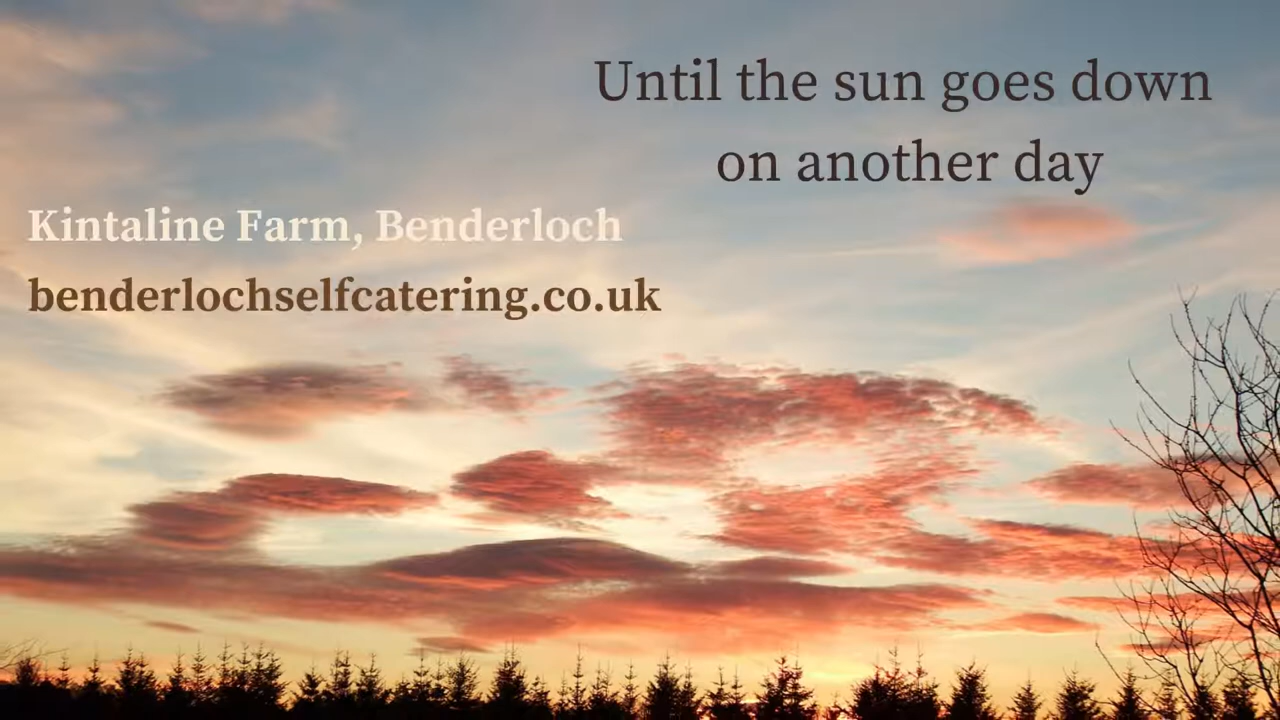 Until the sun goes down
on another day
Kintaline Farm, Benderloch
benderlochselfcatering.co.uk